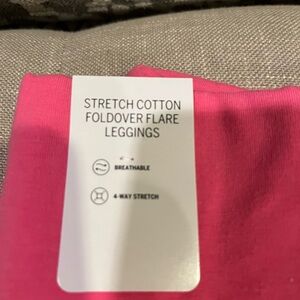 STRETCH COTTON
FOLDOVER FLARE
LEGGINGS
BREATHABLE
4-WAY STRETCH